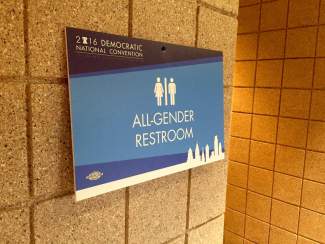 2016 DEMOCRATIC
NATIONAL CONVENTION
ALL-GENDER
RESTROOM